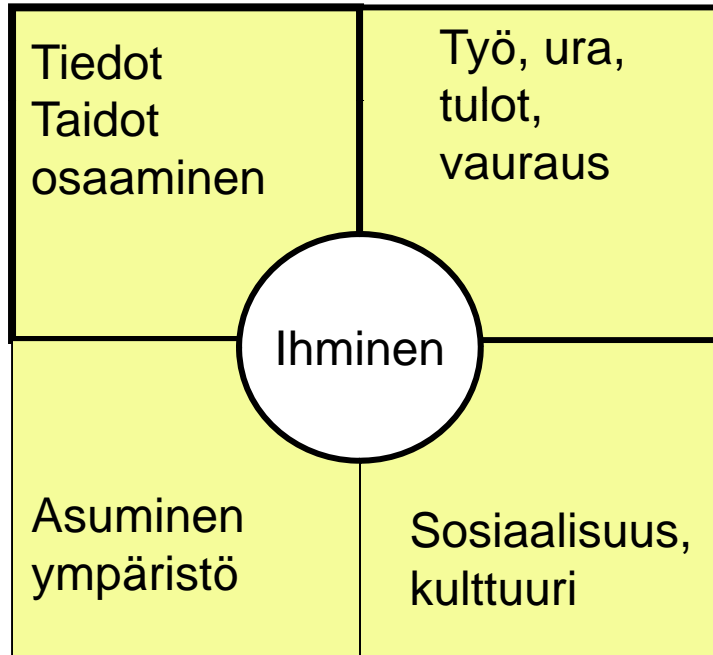 Tiedot
Taidot
osaaminen
Työ, ura,
tulot,
vauraus
Ihminen
Asuminen
ympäristö
Sosiaalisuus,
kulttuuri